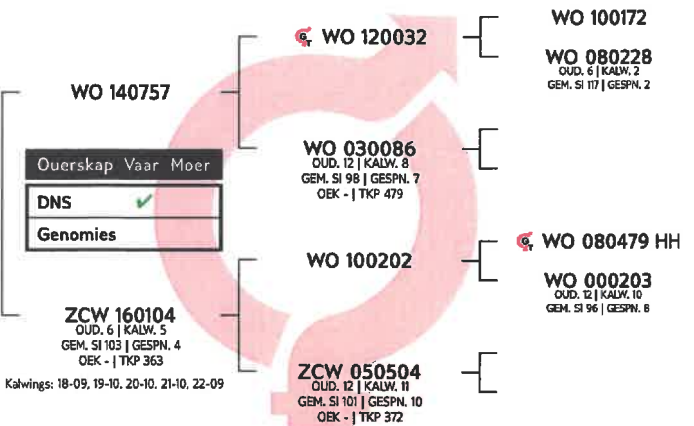 WO 140757
Ouerskap Vaar Moer
DNS ✓
Genomies
ZCW 160104
OUD. 6 | KALW. 5
GEM. SI 103 | GESPN. 4
OEK - | TKP 363
Kalwings: 18-09, 19-10, 20-10, 21-10, 22-09
GT WO 120032
WO 030086
OUD. 12 | KALW. 8
GEM. SI 98 | GESPN. 7
OEK - | TKP 479
WO 100202
ZCW 050504
OUD. 12 | KALW. 11
GEM. SI 101 | GESPN. 10
OEK - | TKP 372
WO 100172
WO 080228
OUD. 6 | KALW. 2
GEM. SI 117 | GESPN. 2
GT WO 080479 HH
WO 000203
OUD. 12 | KALW. 10
GEM. SI 96 | GESPN. 8